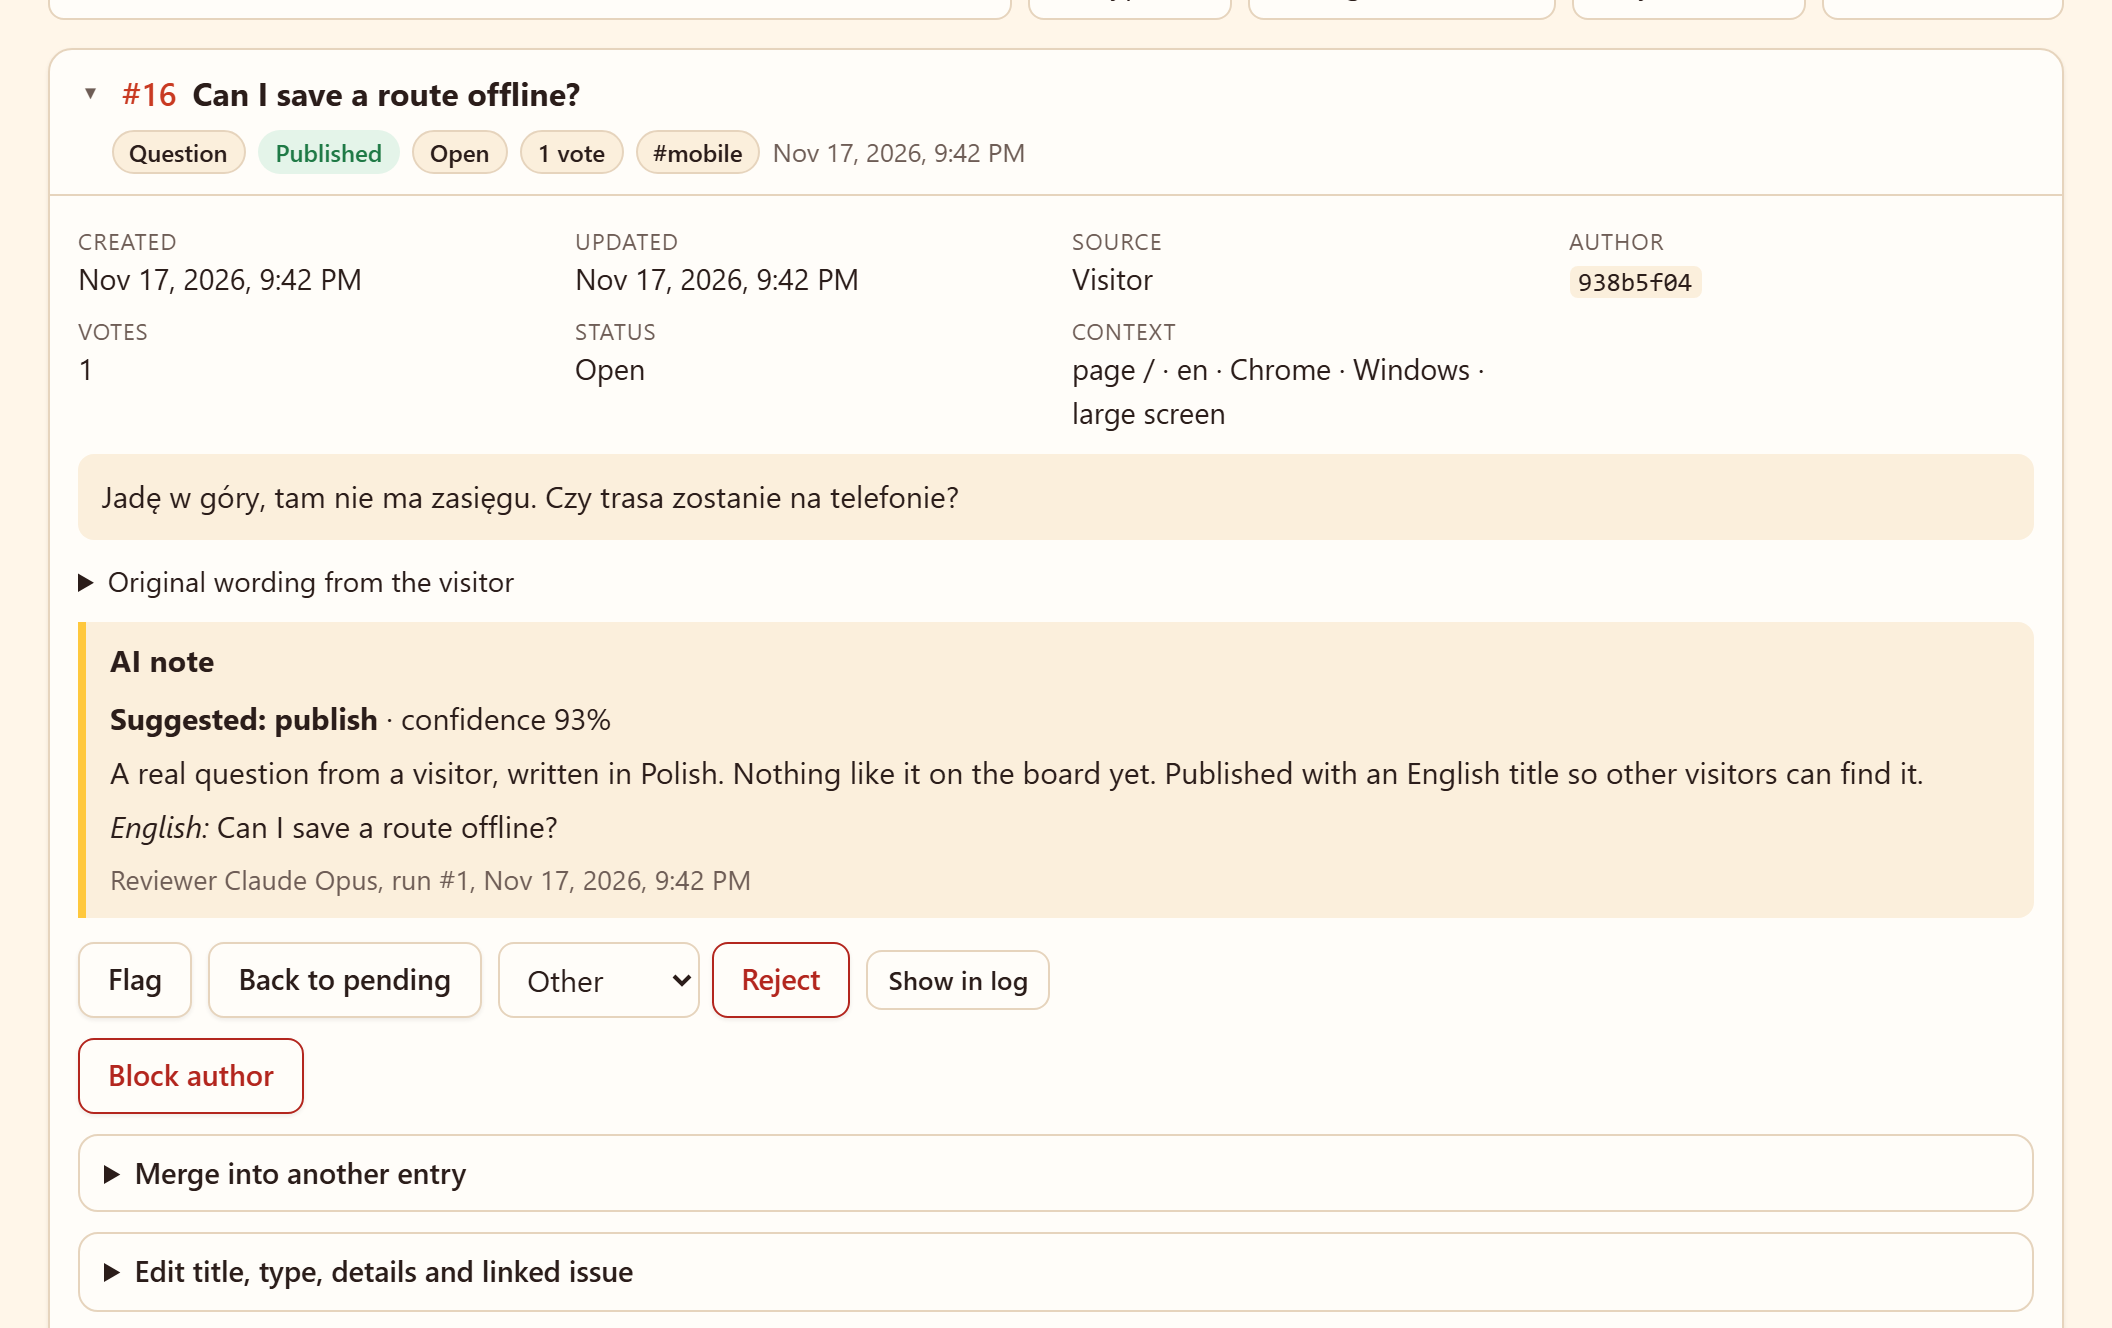 #16 Can I save a route offline?
Question Published Open 1 vote #mobile Nov 17, 2026, 9:42 PM
CREATED UPDATED SOURCE AUTHOR
Nov 17, 2026, 9:42 PM Nov 17, 2026, 9:42 PM Visitor 938b5f04
VOTES STATUS CONTEXT
1 Open page / · en · Chrome · Windows ·
large screen
Jadę w góry, tam nie ma zasięgu. Czy trasa zostanie na telefonie?
Original wording from the visitor
AI note
Suggested: publish · confidence 93%
A real question from a visitor, written in Polish. Nothing like it on the board yet. Published with an English title so other visitors can find it.
English: Can I save a route offline?
Reviewer Claude Opus, run #1, Nov 17, 2026, 9:42 PM
Flag Back to pending Other Reject Show in log
Block author
Merge into another entry
Edit title, type, details and linked issue